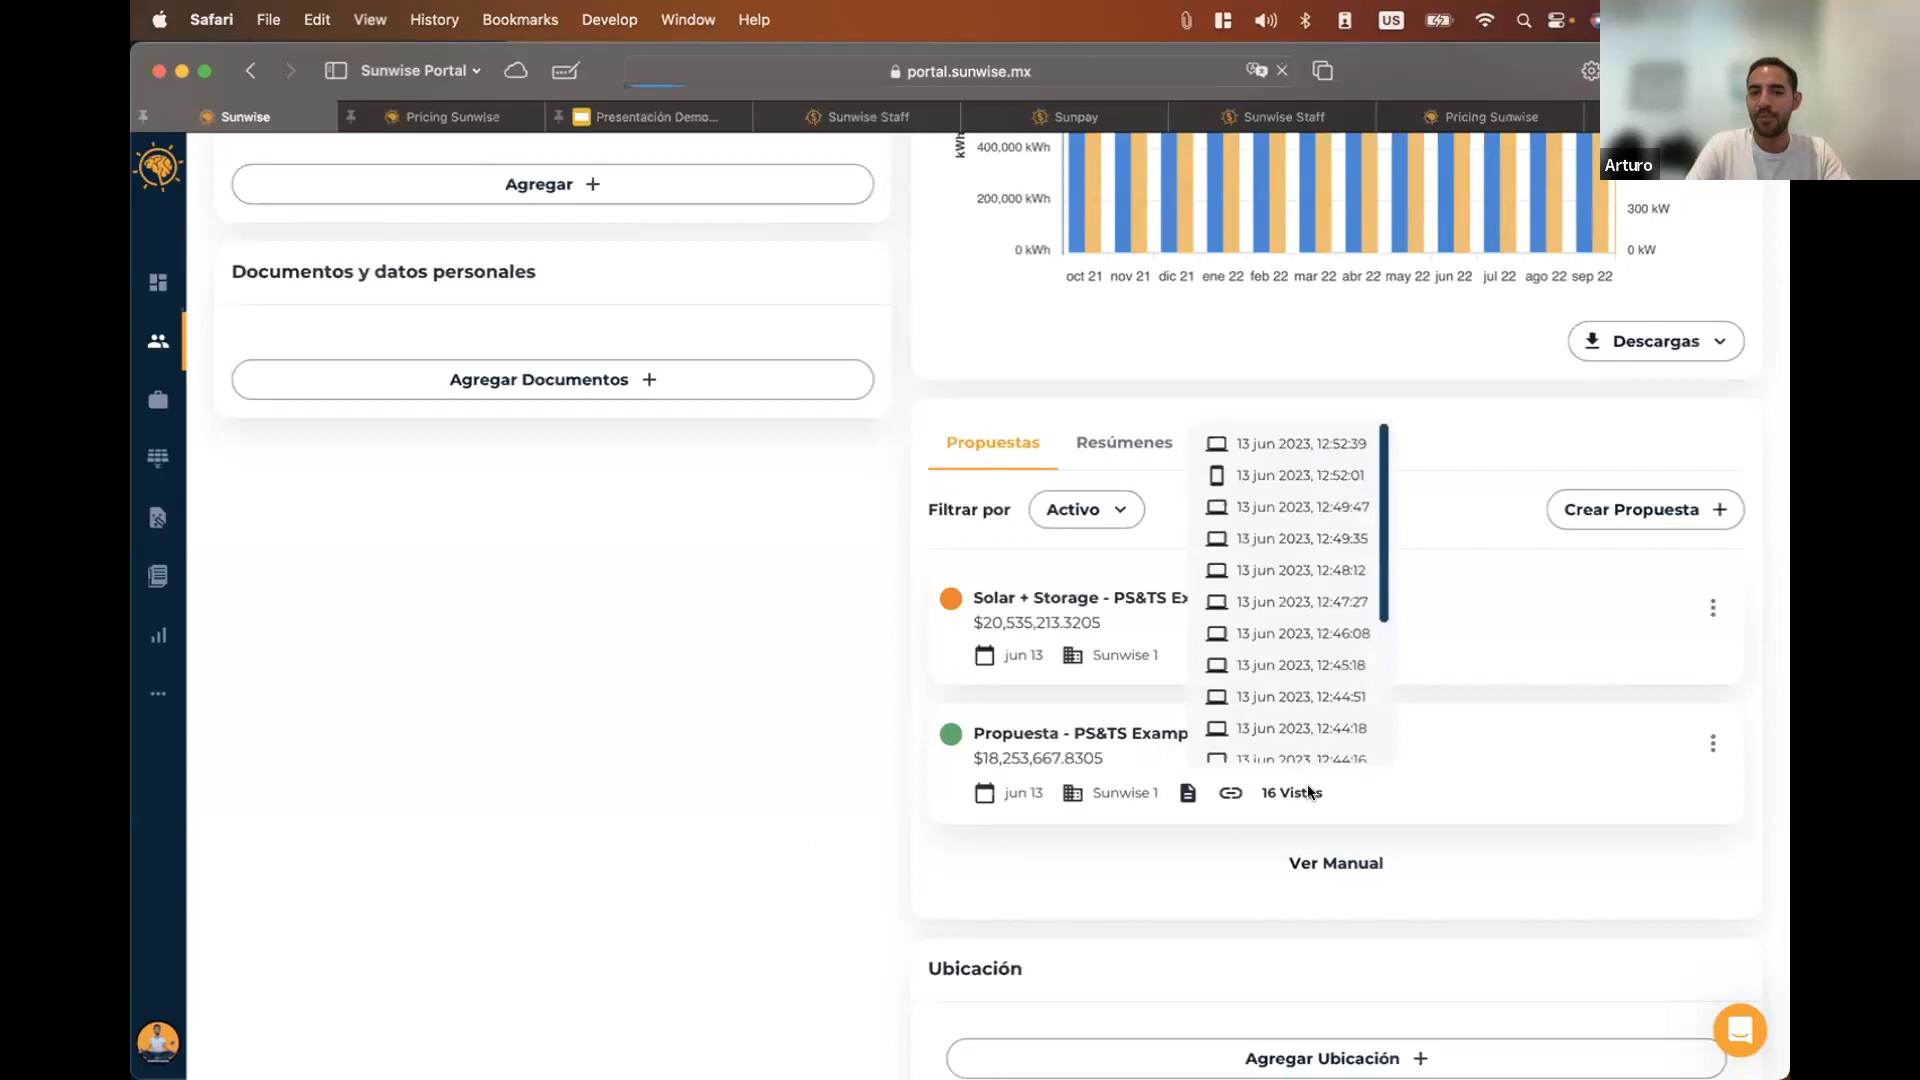 Safari File Edit View History Bookmarks Develop Window Help
US
Sunwise Portal
portal.sunwise.mx
Sunwise
Pricing Sunwise
Presentación Demo...
Sunwise Staff
Sunpay
Sunwise Staff
Pricing Sunwise
Arturo
Agregar +
Documentos y datos personales
Agregar Documentos +
kWh
400,000 kWh
200,000 kWh
0 kWh
300 kW
0 kW
oct 21 nov 21 dic 21 ene 22 feb 22 mar 22 abr 22 may 22 jun 22 jul 22 ago 22 sep 22
Descargas
Propuestas
Resúmenes
Filtrar por
Activo
Crear Propuesta +
13 jun 2023, 12:52:39
13 jun 2023, 12:52:01
13 jun 2023, 12:49:47
13 jun 2023, 12:49:35
13 jun 2023, 12:48:12
13 jun 2023, 12:47:27
13 jun 2023, 12:46:08
13 jun 2023, 12:45:18
13 jun 2023, 12:44:51
13 jun 2023, 12:44:18
13 jun 2023, 12:44:16
Solar + Storage - PS&TS Ex
$20,535,213.3205
jun 13
Sunwise 1
Propuesta - PS&TS Examp
$18,253,667.8305
jun 13
Sunwise 1
16 Vistas
Ver Manual
Ubicación
Agregar Ubicación +